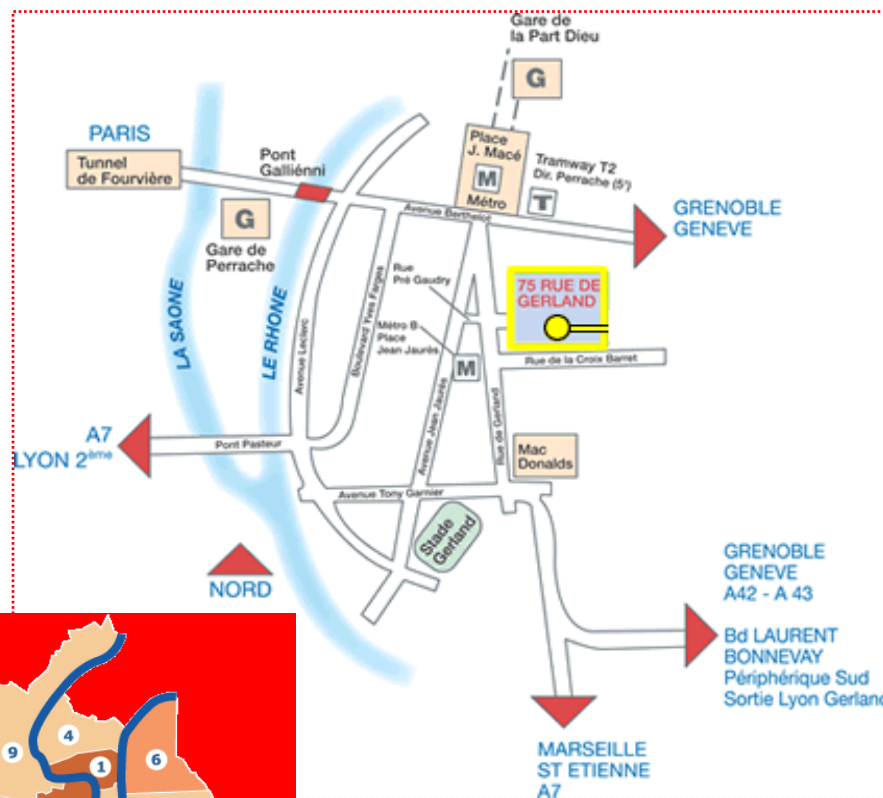 Gare de
la Part Dieu
G
PARIS
Tunnel
de Fourvière
Pont
Galliénni
Place
J. Macé
M
Métro
Tramway T2
Dir. Perrache (5')
T
G
Gare de
Perrache
Avenue Berthelot
GRENOBLE
GENEVE
LA SAONE
LE RHONE
Avenue Leclerc
Boulevard Yves Farges
Rue
Pré Gaudry
75 RUE DE
GERLAND
Métro B
Place
Jean Jaurès
M
Rue de la Croix Barret
Avenue Jean Jaurès
Rue de Gerland
A7
LYON 2ème
Pont Pasteur
Mac
Donalds
Avenue Tony Garnier
Stade
Gerland
NORD
GRENOBLE
GENEVE
A42 - A 43
Bd LAURENT
BONNEVAY
Périphérique Sud
Sortie Lyon Gerland
MARSEILLE
ST ETIENNE
A7
4
9
1
6